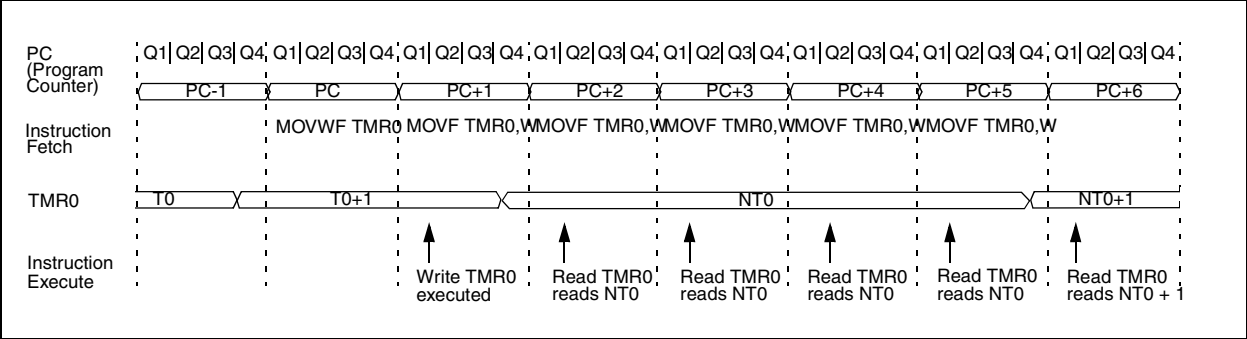 PC
(Program
Counter)
Q1 Q2 Q3 Q4 Q1 Q2 Q3 Q4 Q1 Q2 Q3 Q4 Q1 Q2 Q3 Q4 Q1 Q2 Q3 Q4 Q1 Q2 Q3 Q4 Q1 Q2 Q3 Q4 Q1 Q2 Q3 Q4
PC-1 PC PC+1 PC+2 PC+3 PC+4 PC+5 PC+6
Instruction
Fetch
MOVWF TMR0 MOVF TMR0,W MOVF TMR0,W MOVF TMR0,W MOVF TMR0,W MOVF TMR0,W
TMR0
T0 T0+1 NT0 NT0+1
Instruction
Execute
Write TMR0
executed
Read TMR0
reads NT0
Read TMR0
reads NT0
Read TMR0
reads NT0
Read TMR0
reads NT0
Read TMR0
reads NT0 + 1